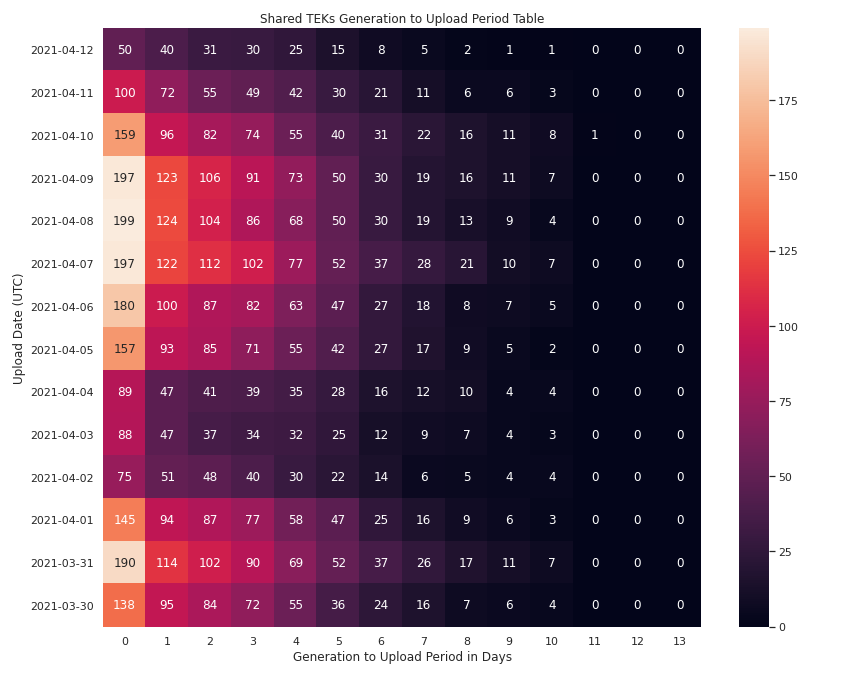 Shared TEKs Generation to Upload Period Table
Upload Date (UTC)
2021-04-12 50 40 31 30 25 15 8 5 2 1 1 0 0 0
2021-04-11 100 72 55 49 42 30 21 11 6 6 3 0 0 0
2021-04-10 159 96 82 74 55 40 31 22 16 11 8 1 0 0
2021-04-09 197 123 106 91 73 50 30 19 16 11 7 0 0 0
2021-04-08 199 124 104 86 68 50 30 19 13 9 4 0 0 0
2021-04-07 197 122 112 102 77 52 37 28 21 10 7 0 0 0
2021-04-06 180 100 87 82 63 47 27 18 8 7 5 0 0 0
2021-04-05 157 93 85 71 55 42 27 17 9 5 2 0 0 0
2021-04-04 89 47 41 39 35 28 16 12 10 4 4 0 0 0
2021-04-03 88 47 37 34 32 25 12 9 7 4 3 0 0 0
2021-04-02 75 51 48 40 30 22 14 6 5 4 4 0 0 0
2021-04-01 145 94 87 77 58 47 25 16 9 6 3 0 0 0
2021-03-31 190 114 102 90 69 52 37 26 17 11 7 0 0 0
2021-03-30 138 95 84 72 55 36 24 16 7 6 4 0 0 0
0 1 2 3 4 5 6 7 8 9 10 11 12 13
Generation to Upload Period in Days
175
150
125
100
75
50
25
0